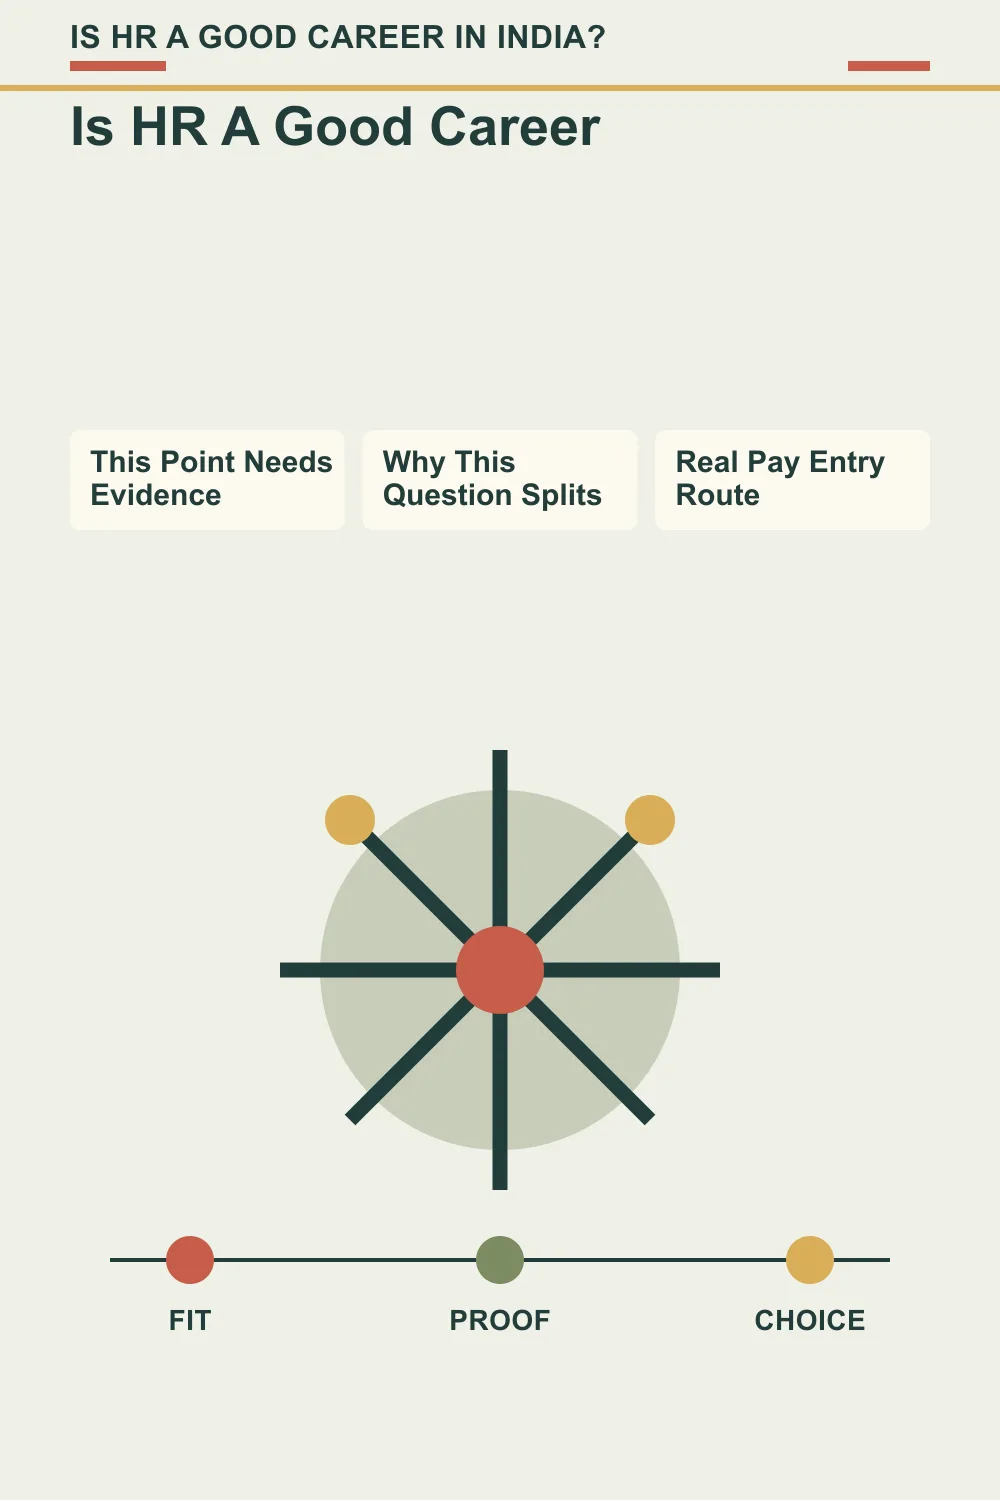 IS HR A GOOD CAREER IN INDIA?
Is HR A Good Career
This Point Needs
Evidence
Why This
Question Splits
Real Pay Entry
Route
FIT
PROOF
CHOICE